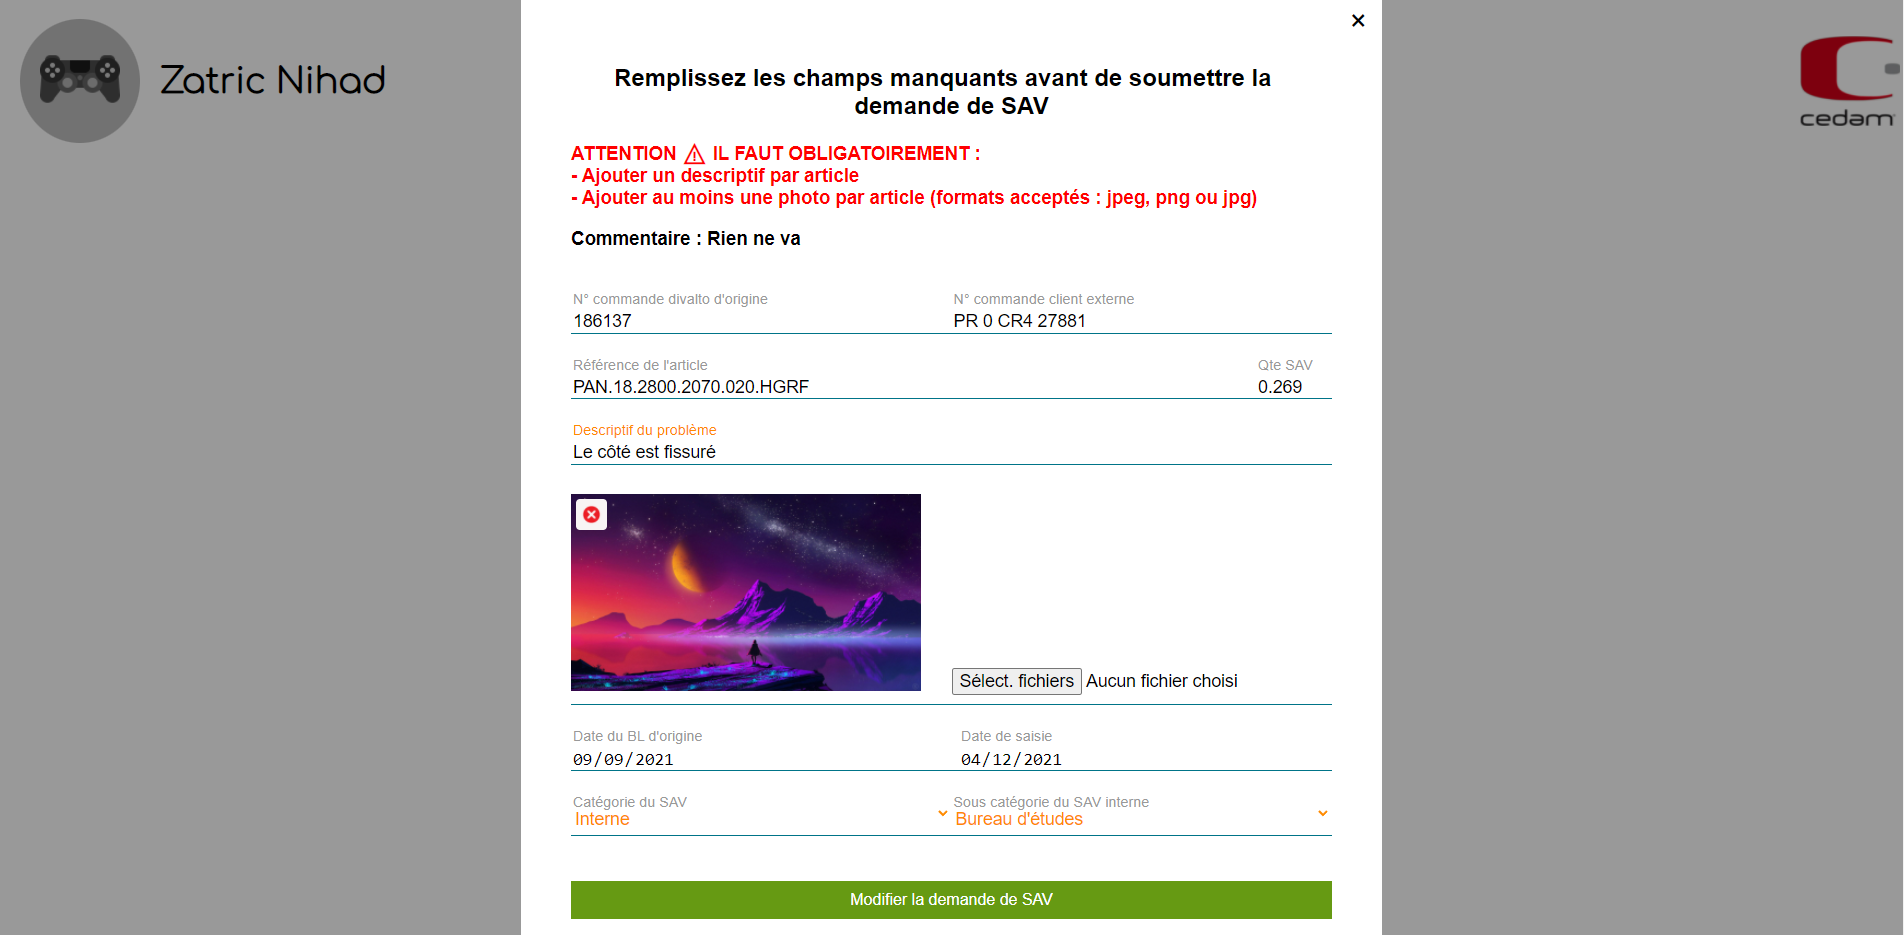 Zatric Nihad
cedam
×
Remplissez les champs manquants avant de soumettre la
demande de SAV
ATTENTION ⚠ IL FAUT OBLIGATOIREMENT :
- Ajouter un descriptif par article
- Ajouter au moins une photo par article (formats acceptés : jpeg, png ou jpg)
Commentaire : Rien ne va
N° commande divalto d'origine
186137
N° commande client externe
PR 0 CR4 27881
Référence de l'article
PAN.18.2800.2070.020.HGRF
Qte SAV
0.269
Descriptif du problème
Le côté est fissuré
Sélect. fichiers Aucun fichier choisi
Date du BL d'origine
09/09/2021
Date de saisie
04/12/2021
Catégorie du SAV
Interne
Sous catégorie du SAV interne
Bureau d'études
Modifier la demande de SAV